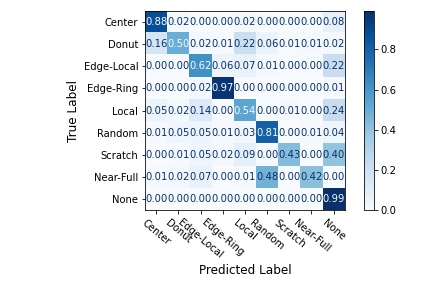 Center 0.88 0.02 0.00 0.00 0.02 0.00 0.00 0.00 0.08
Donut 0.16 0.50 0.02 0.01 0.22 0.06 0.01 0.01 0.02
Edge-Local 0.00 0.00 0.62 0.06 0.07 0.01 0.00 0.00 0.22
Edge-Ring 0.00 0.00 0.02 0.97 0.00 0.00 0.00 0.00 0.01
Local 0.05 0.02 0.14 0.00 0.54 0.00 0.01 0.00 0.24
Random 0.01 0.05 0.05 0.01 0.03 0.81 0.04
Scratch 0.00 0.01 0.05 0.02 0.09 0.00 0.43 0.00 0.40
Near-Full 0.01 0.02 0.07 0.00 0.01 0.48 0.00 0.42 0.00
None 0.00 0.00 0.00 0.00 0.00 0.00 0.00 0.00 0.99
True Label
Center Donut Edge-Local Edge-Ring Local Random Scratch Near-Full None
Predicted Label
0.8
0.6
0.4
0.2
0.0